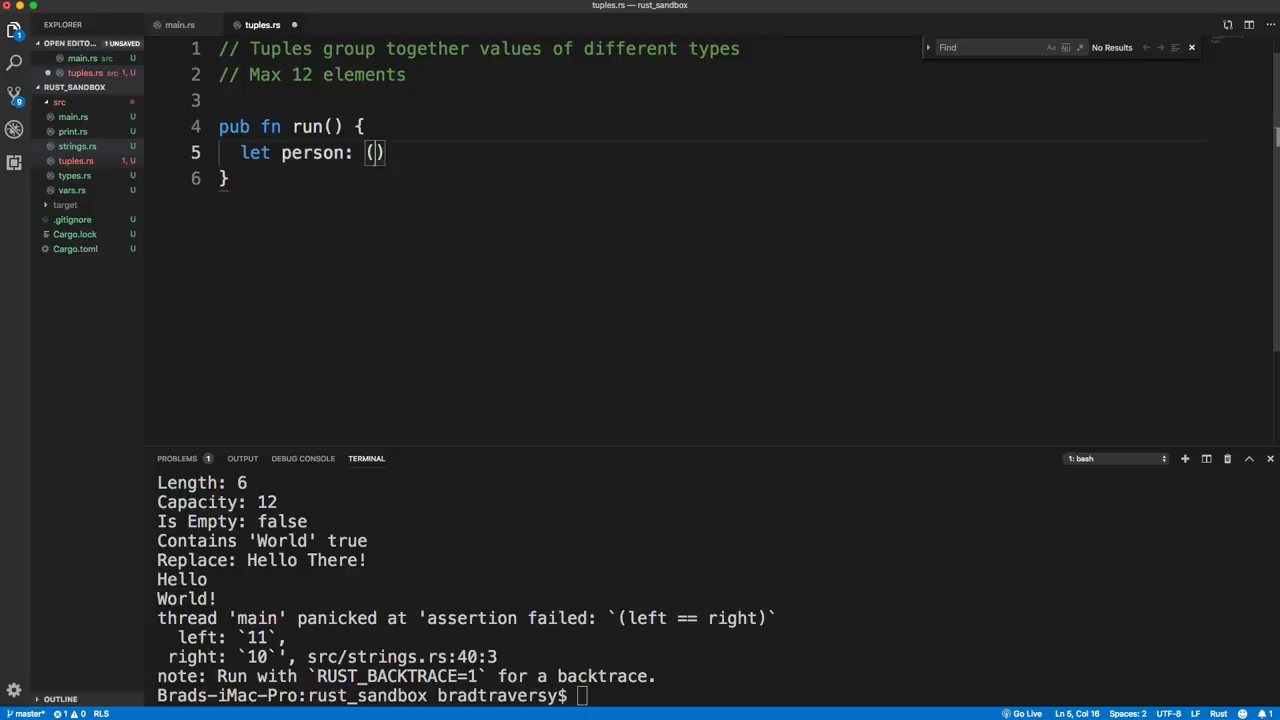 tuples.rs — rust_sandbox
EXPLORER
main.rs
tuples.rs
OPEN EDITO... 1 UNSAVED
main.rs src
tuples.rs src 1, U
RUST_SANDBOX
src
main.rs U
print.rs U
strings.rs U
tuples.rs 1, U
types.rs U
vars.rs U
target
.gitignore U
Cargo.lock U
Cargo.toml U
OUTLINE
1
9
Find
Aa
Ab|
.*
No Results
1 // Tuples group together values of different types
2 // Max 12 elements
3
4 pub fn run() {
5 let person: ()
6 }
PROBLEMS 1 OUTPUT DEBUG CONSOLE TERMINAL
1: bash
Length: 6
Capacity: 12
Is Empty: false
Contains 'World' true
Replace: Hello There!
Hello
World!
thread 'main' panicked at 'assertion failed: `(left == right)`
left: `11`,
right: `10`', src/strings.rs:40:3
note: Run with `RUST_BACKTRACE=1` for a backtrace.
Brads-iMac-Pro:rust_sandbox bradtraversy$
master* 1 0 RLS
Go Live Ln 5, Col 16 Spaces: 2 UTF-8 LF Rust 1